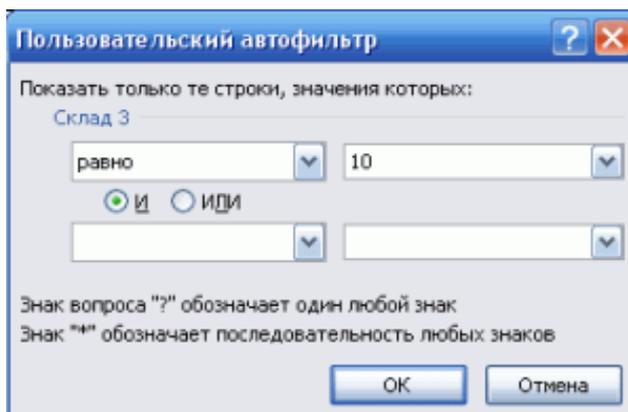 Пользовательский автофильтр
Показать только те строки, значения которых:
Склад 3
равно 10
И ИЛИ
Знак вопроса "?" обозначает один любой знак
Знак "*" обозначает последовательность любых знаков
ОК Отмена